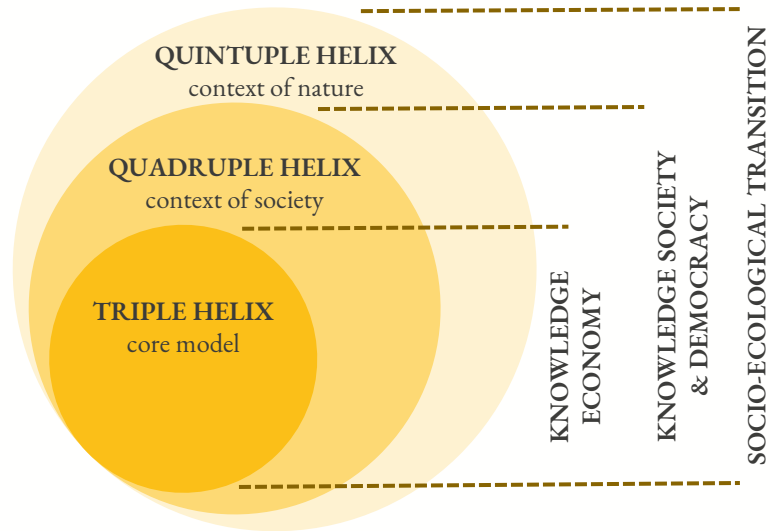 QUINTUPLE HELIX
context of nature
QUADRUPLE HELIX
context of society
TRIPLE HELIX
core model
KNOWLEDGE
ECONOMY
KNOWLEDGE SOCIETY
& DEMOCRACY
SOCIO-ECOLOGICAL TRANSITION